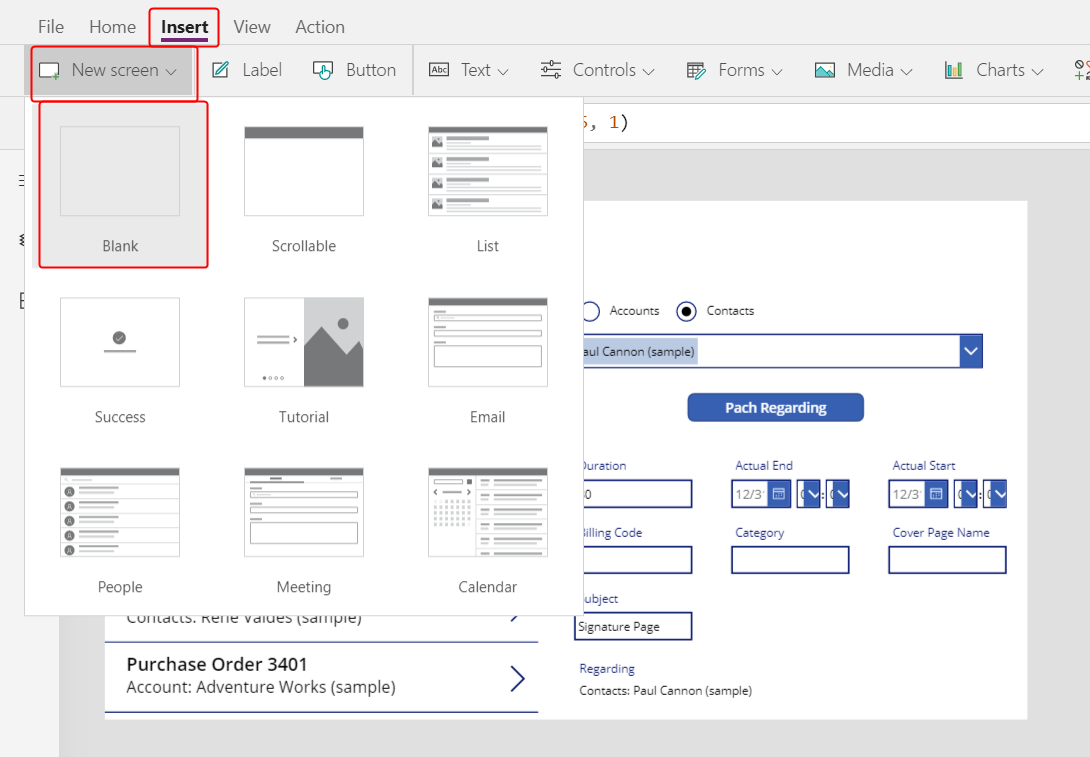 File Home Insert View Action
New screen Label Button Abc Text Controls Forms Media Charts
, 1)
Blank Scrollable List
Accounts Contacts
Paul Cannon (sample)
Success Tutorial Email
Pach Regarding
Duration Actual End Actual Start
12/3 : 12/3 :
Billing Code Category Cover Page Name
People Meeting Calendar
Subject
Contacts: Rene Valdes (sample)
Signature Page
Purchase Order 3401
Account: Adventure Works (sample)
Regarding
Contacts: Paul Cannon (sample)